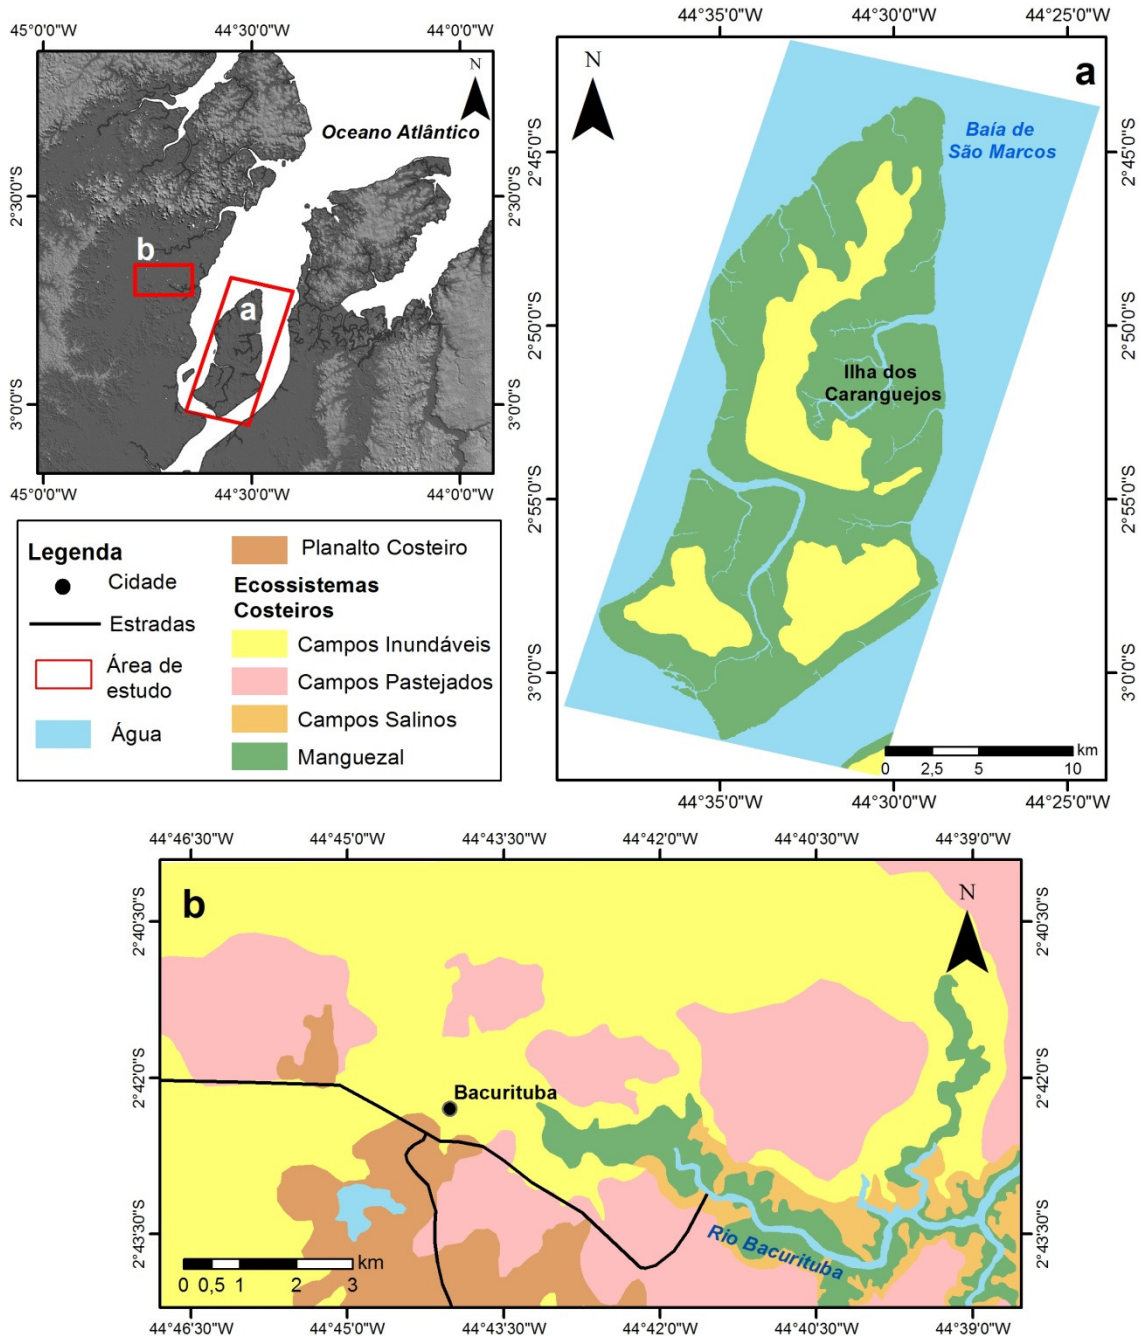 45°0'0"W 44°30'0"W 44°0'0"W
N
Oceano Atlântico
2°30'0"S
2°30'0"S
b
a
3°0'0"S
3°0'0"S
45°0'0"W 44°30'0"W 44°0'0"W
Legenda
Cidade
Estradas
Área de
estudo
Água
Planalto Costeiro
Ecossistemas
Costeiros
Campos Inundáveis
Campos Pastejados
Campos Salinos
Manguezal
44°35'0"W 44°30'0"W 44°25'0"W
a
N
Baía de
São Marcos
2°45'0"S
2°45'0"S
2°50'0"S
2°50'0"S
Ilha dos
Caranguejos
2°55'0"S
2°55'0"S
3°0'0"S
3°0'0"S
km
0 2,5 5 10
44°35'0"W 44°30'0"W 44°25'0"W
44°46'30"W 44°45'0"W 44°43'30"W 44°42'0"W 44°40'30"W 44°39'0"W
b
N
2°40'30"S
2°40'30"S
2°42'0"S
2°42'0"S
Bacurituba
2°43'30"S
2°43'30"S
Rio Bacurituba
km
0 0,5 1 2 3
44°46'30"W 44°45'0"W 44°43'30"W 44°42'0"W 44°40'30"W 44°39'0"W